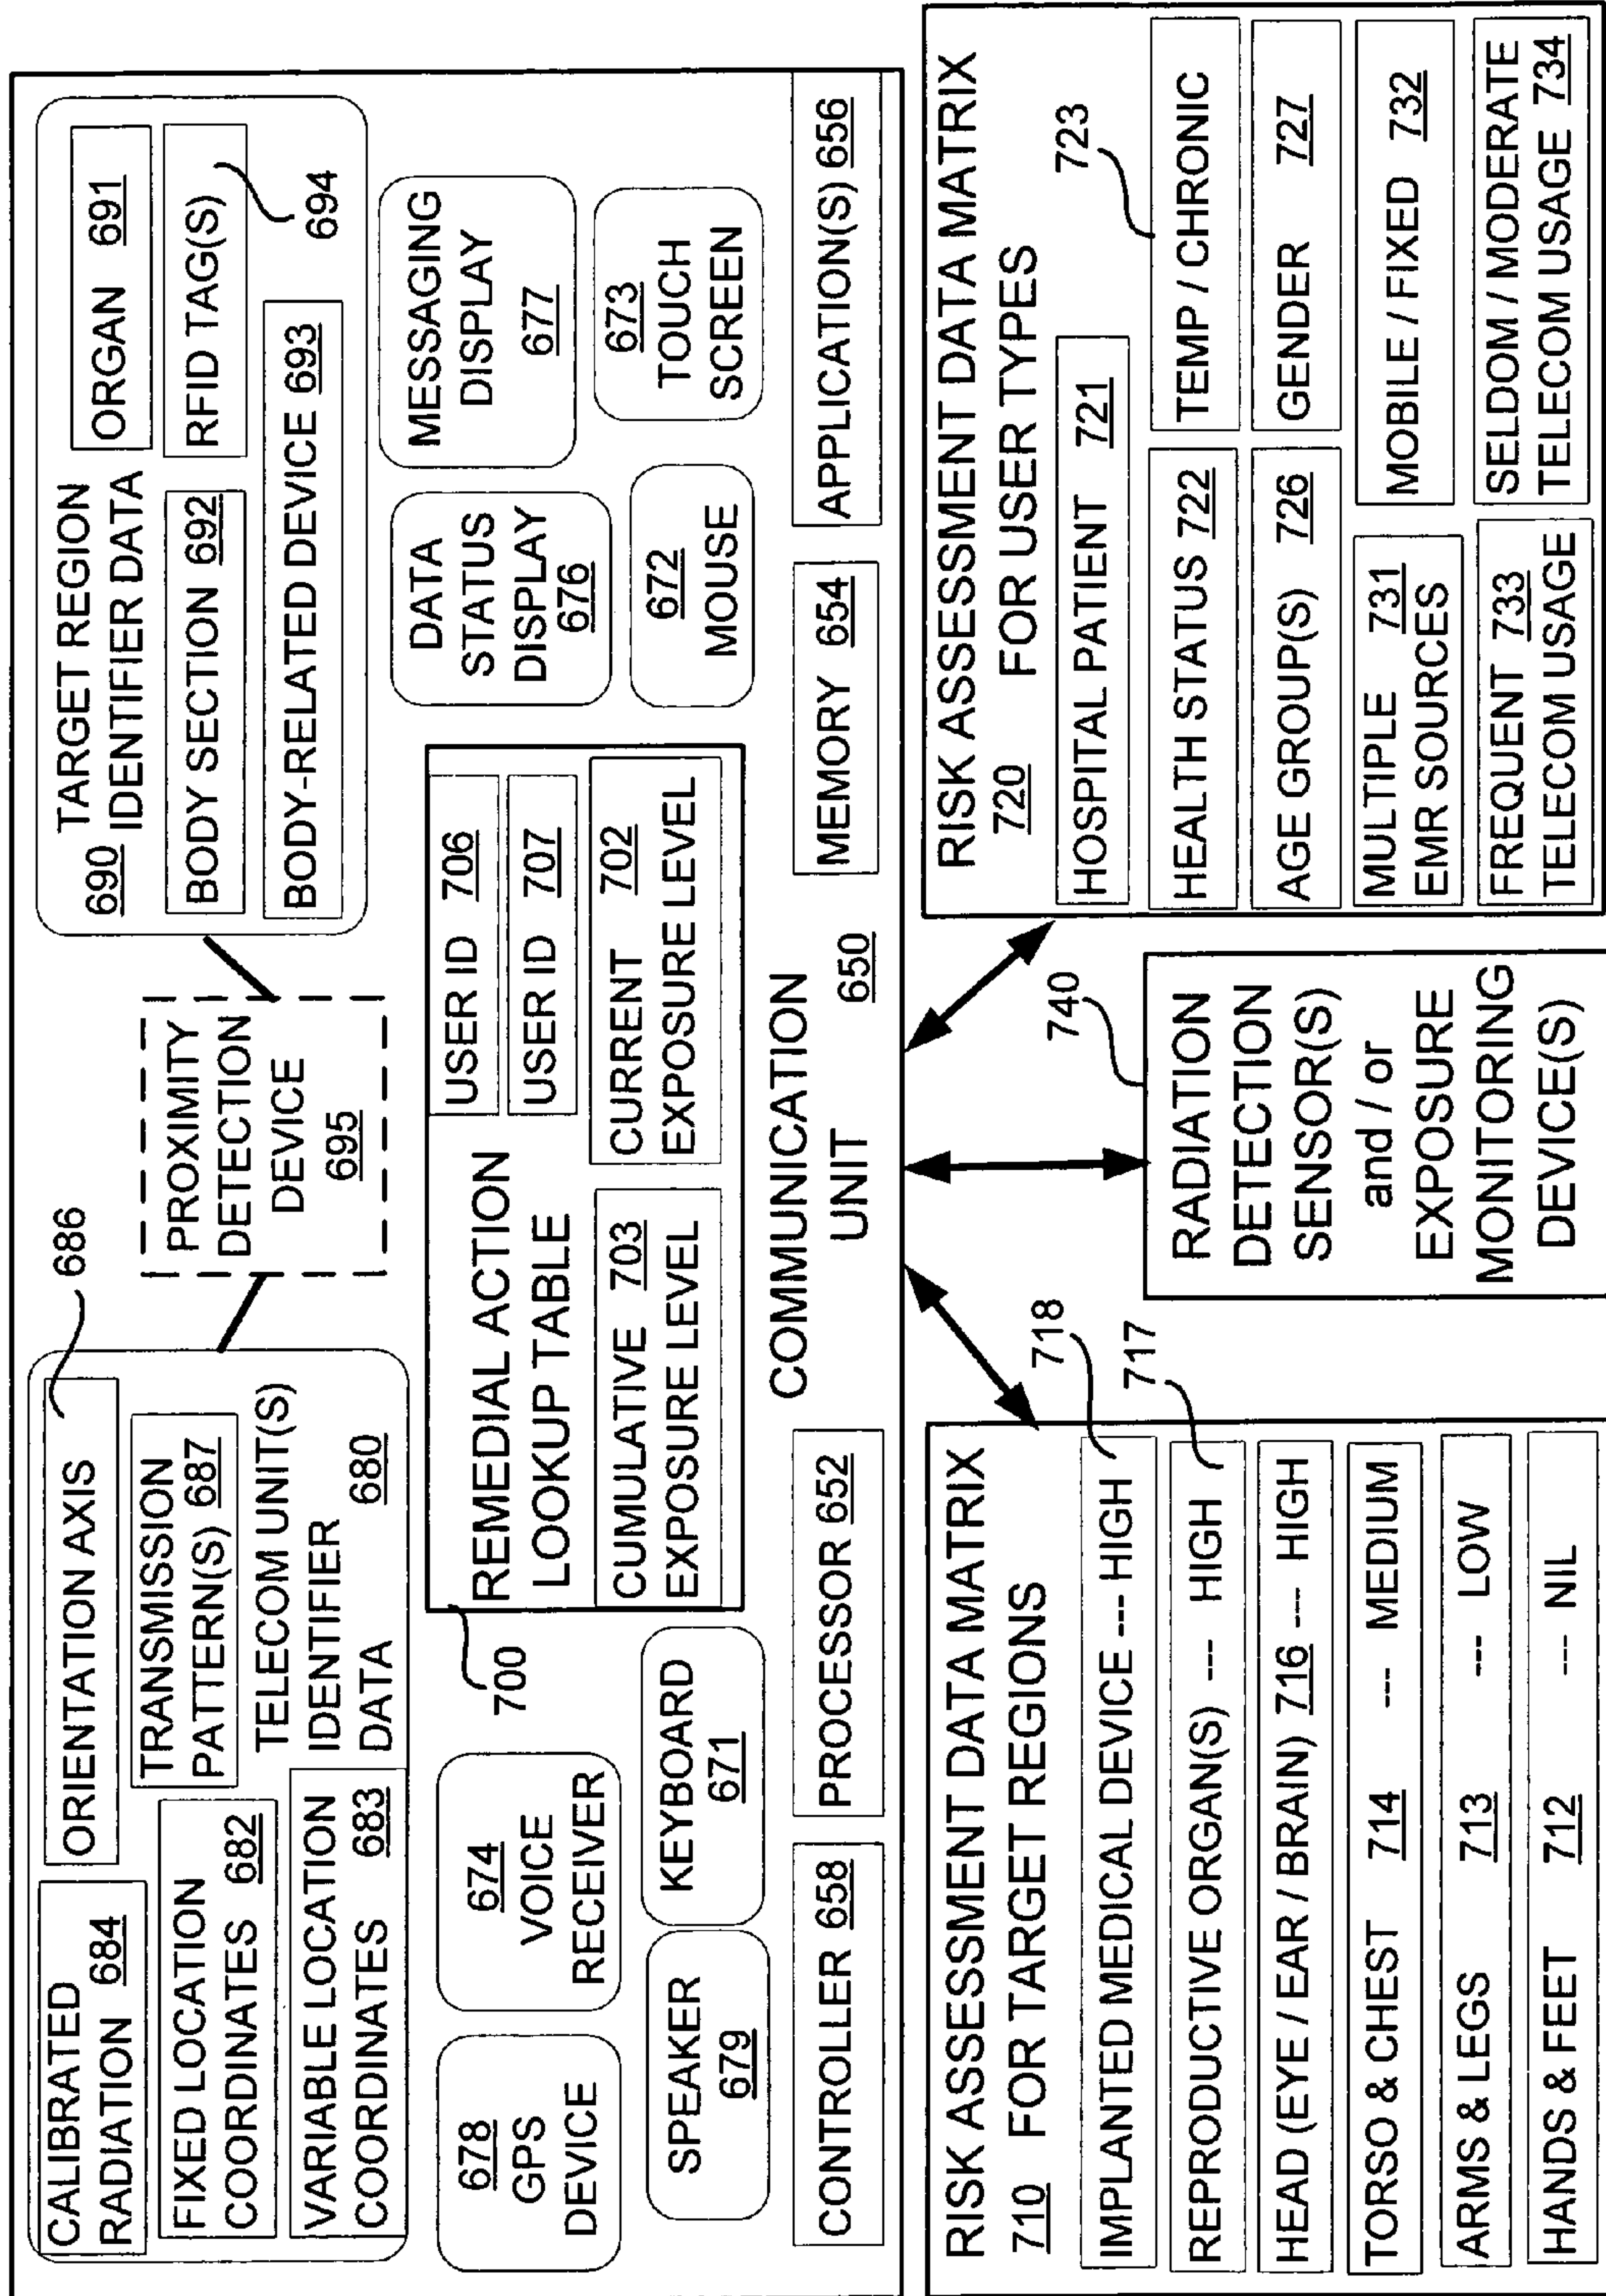 CALIBRATED
RADIATION 684
ORIENTATION AXIS
686
FIXED LOCATION
COORDINATES 682
TRANSMISSION
PATTERN(S) 687
VARIABLE LOCATION
COORDINATES 683
TELECOM UNIT(S)
IDENTIFIER
DATA 680
PROXIMITY
DETECTION
DEVICE
695
TARGET REGION
690 IDENTIFIER DATA
ORGAN 691
BODY SECTION 692
RFID TAG(S)
694
BODY-RELATED DEVICE 693
678
GPS
DEVICE
674
VOICE
RECEIVER
SPEAKER
679
KEYBOARD
671
700
REMEDIAL ACTION
LOOKUP TABLE
USER ID 706
USER ID 707
CUMULATIVE 703
EXPOSURE LEVEL
CURRENT 702
EXPOSURE LEVEL
DATA
STATUS
DISPLAY
676
MESSAGING
DISPLAY
677
672
MOUSE
673
TOUCH
SCREEN
CONTROLLER 658
PROCESSOR 652
COMMUNICATION
UNIT 650
MEMORY 654
APPLICATION(S) 656
RISK ASSESSMENT DATA MATRIX
710 FOR TARGET REGIONS
IMPLANTED MEDICAL DEVICE --- HIGH
718
REPRODUCTIVE ORGAN(S) --- HIGH
717
HEAD (EYE / EAR / BRAIN) 716 --- HIGH
TORSO & CHEST 714 --- MEDIUM
ARMS & LEGS 713 --- LOW
HANDS & FEET 712 --- NIL
740
RADIATION
DETECTION
SENSOR(S)
and / or
EXPOSURE
MONITORING
DEVICE(S)
RISK ASSESSMENT DATA MATRIX
720 FOR USER TYPES
HOSPITAL PATIENT 721
723
HEALTH STATUS 722
TEMP / CHRONIC
AGE GROUP(S) 726
GENDER 727
MULTIPLE 731
EMR SOURCES
MOBILE / FIXED 732
FREQUENT 733
TELECOM USAGE
SELDOM / MODERATE
TELECOM USAGE 734